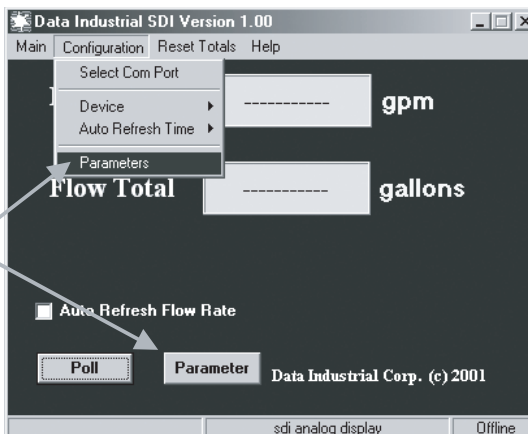 Data Industrial SDI Version 1.00
Main Configuration Reset Totals Help
Select Com Port
Device
Auto Refresh Time
Parameters
----------- gpm
Flow Total ----------- gallons
Auto Refresh Flow Rate
Poll Parameter Data Industrial Corp. (c) 2001
sdi analog display Offline